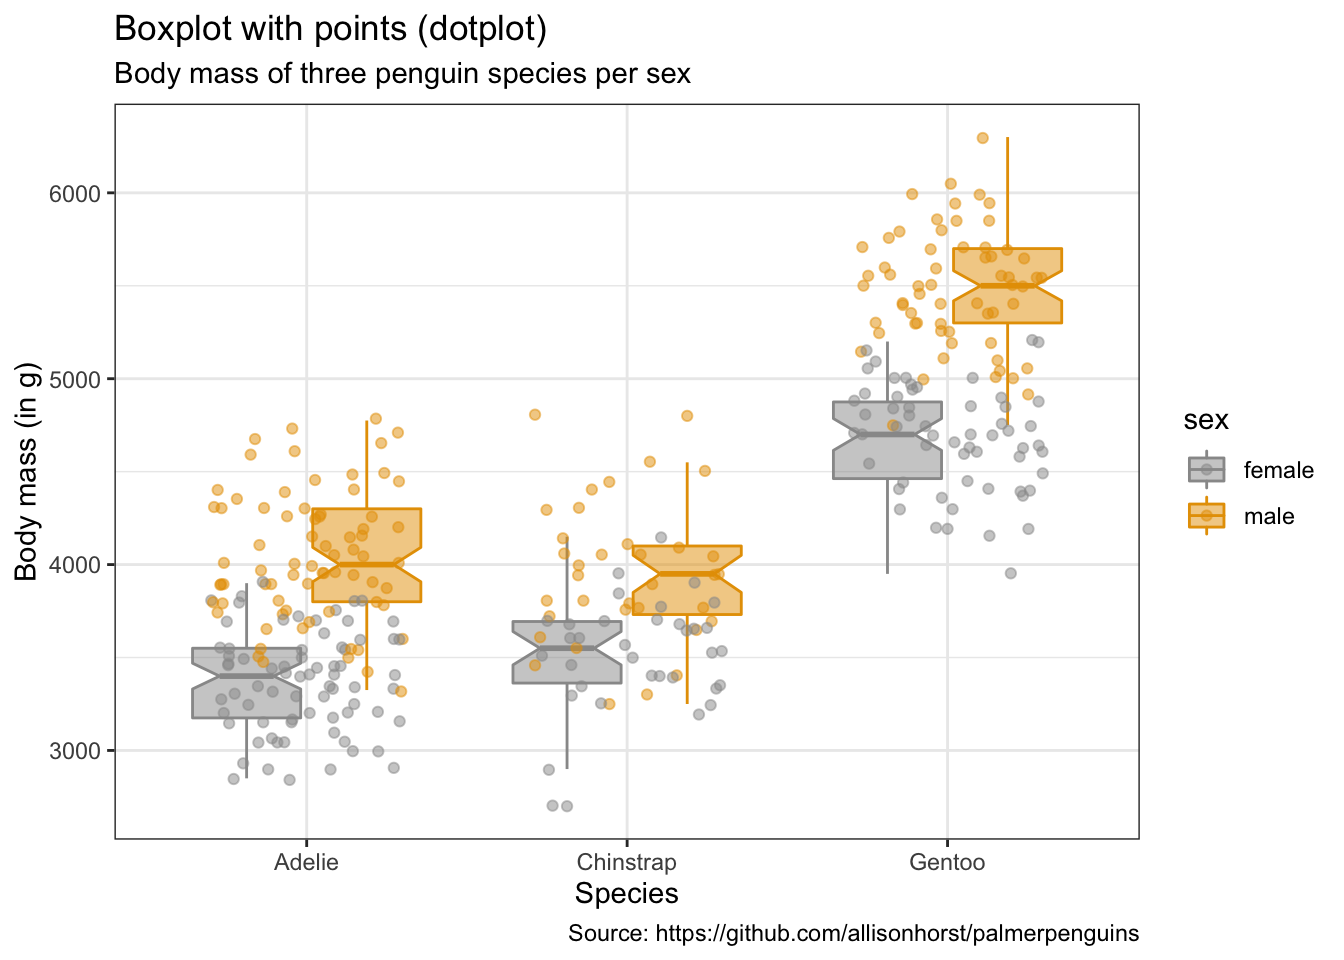 Boxplot with points (dotplot)
Body mass of three penguin species per sex
Body mass (in g)
6000
5000
4000
3000
Adelie
Chinstrap
Gentoo
Species
sex
female
male
Source: https://github.com/allisonhorst/palmerpenguins